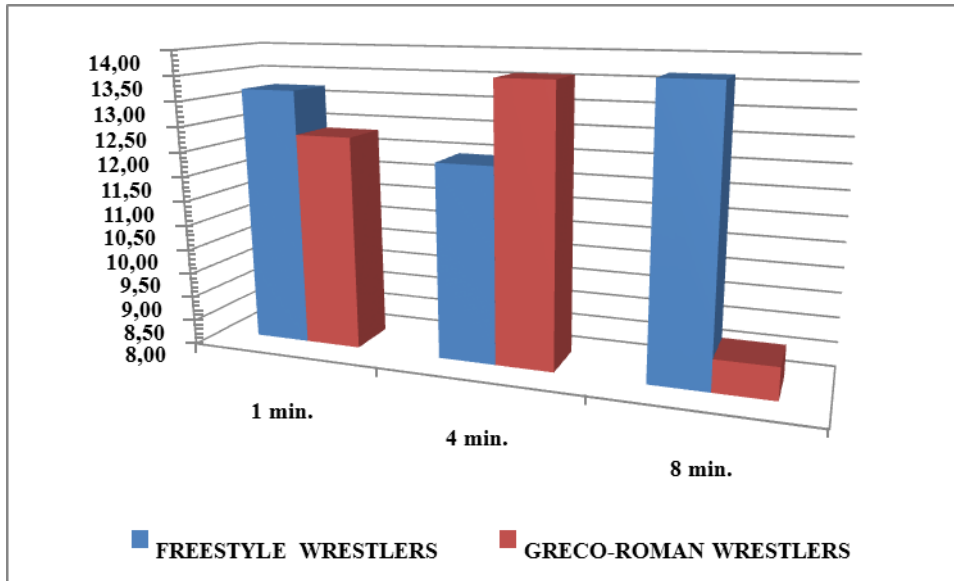 14,00
13,50
13,00
12,50
12,00
11,50
11,00
10,50
10,00
9,50
9,00
8,50
8,00
1 min.
4 min.
8 min.
FREESTYLE WRESTLERS
GRECO-ROMAN WRESTLERS